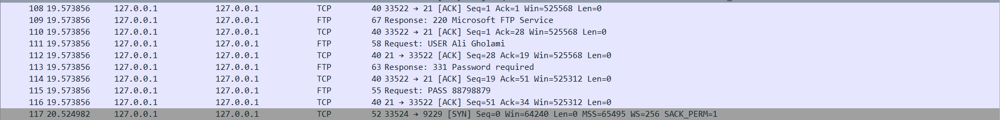 108 19.573856 127.0.0.1 127.0.0.1 TCP 40 33522 → 21 [ACK] Seq=1 Ack=1 Win=525568 Len=0
109 19.573856 127.0.0.1 127.0.0.1 FTP 67 Response: 220 Microsoft FTP Service
110 19.573856 127.0.0.1 127.0.0.1 TCP 40 33522 → 21 [ACK] Seq=1 Ack=28 Win=525568 Len=0
111 19.573856 127.0.0.1 127.0.0.1 FTP 58 Request: USER Ali Gholami
112 19.573856 127.0.0.1 127.0.0.1 TCP 40 21 → 33522 [ACK] Seq=28 Ack=19 Win=525568 Len=0
113 19.573856 127.0.0.1 127.0.0.1 FTP 63 Response: 331 Password required
114 19.573856 127.0.0.1 127.0.0.1 TCP 40 33522 → 21 [ACK] Seq=19 Ack=51 Win=525312 Len=0
115 19.573856 127.0.0.1 127.0.0.1 FTP 55 Request: PASS 88798879
116 19.573856 127.0.0.1 127.0.0.1 TCP 40 21 → 33522 [ACK] Seq=51 Ack=34 Win=525312 Len=0
117 20.524982 127.0.0.1 127.0.0.1 TCP 52 33524 → 9229 [SYN] Seq=0 Win=64240 Len=0 MSS=65495 WS=256 SACK_PERM=1